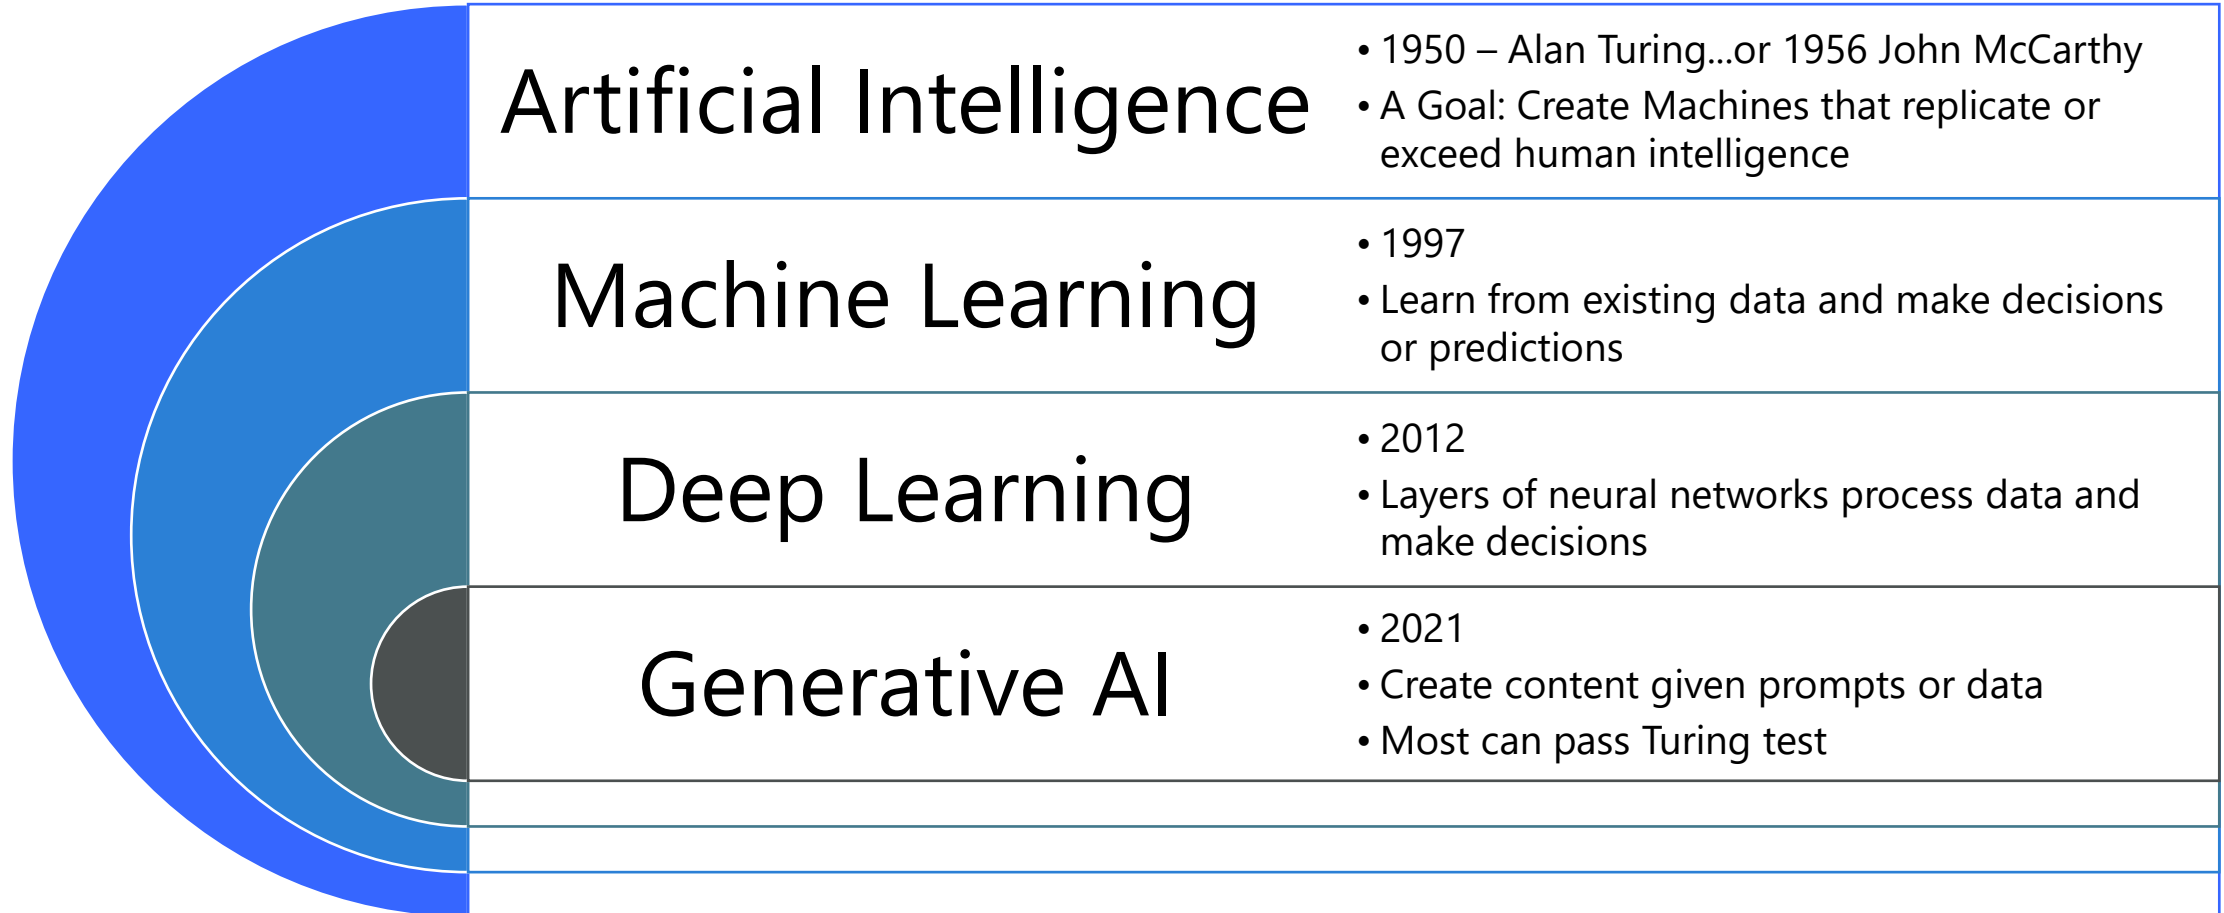 Artificial Intelligence
• 1950 – Alan Turing...or 1956 John McCarthy
• A Goal: Create Machines that replicate or
exceed human intelligence
Machine Learning
• 1997
• Learn from existing data and make decisions
or predictions
Deep Learning
• 2012
• Layers of neural networks process data and
make decisions
Generative AI
• 2021
• Create content given prompts or data
• Most can pass Turing test